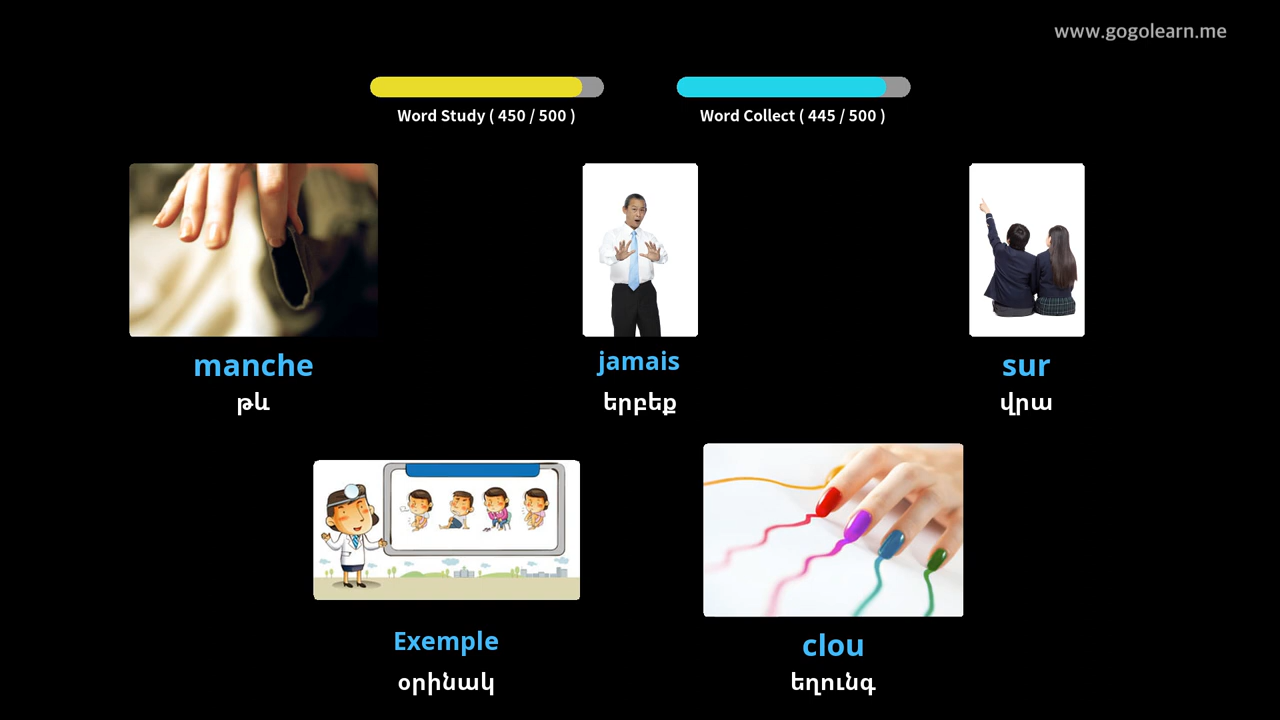 www.gogolearn.me
Word Study ( 450 / 500 )
Word Collect ( 445 / 500 )
manche
թև
jamais
երբեք
sur
վրա
Exemple
օրինակ
clou
եղունգ